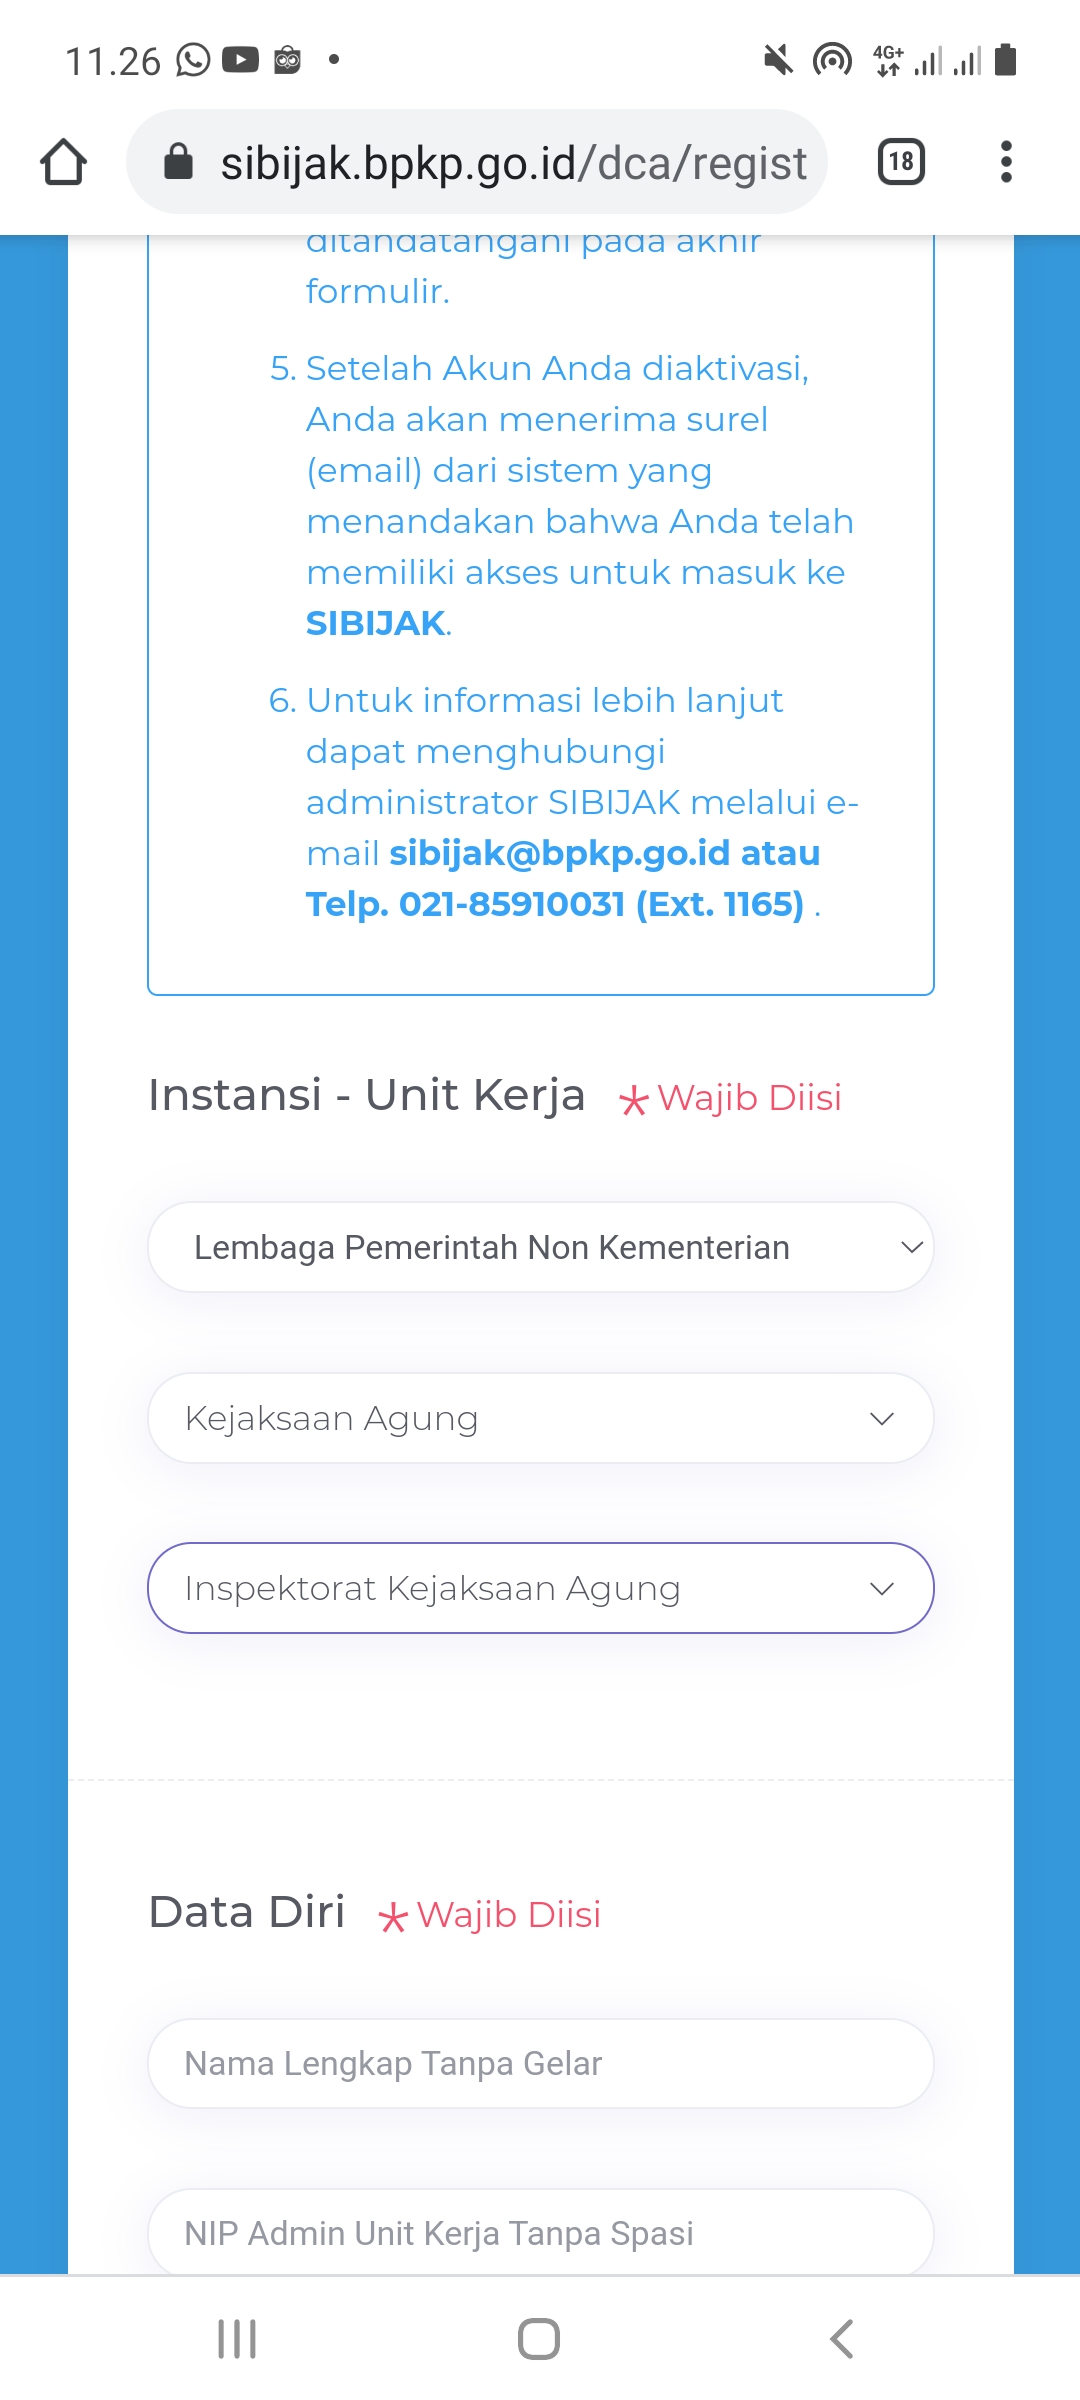 11.26
4G+
sibijak.bpkp.go.id/dca/regist
18
ditandatangani pada akhir
formulir.
5. Setelah Akun Anda diaktivasi,
Anda akan menerima surel
(email) dari sistem yang
menandakan bahwa Anda telah
memiliki akses untuk masuk ke
SIBIJAK.
6. Untuk informasi lebih lanjut
dapat menghubungi
administrator SIBIJAK melalui e-
mail sibijak@bpkp.go.id atau
Telp. 021-85910031 (Ext. 1165) .
Instansi - Unit Kerja * Wajib Diisi
Lembaga Pemerintah Non Kementerian
Kejaksaan Agung
Inspektorat Kejaksaan Agung
Data Diri * Wajib Diisi
Nama Lengkap Tanpa Gelar
NIP Admin Unit Kerja Tanpa Spasi